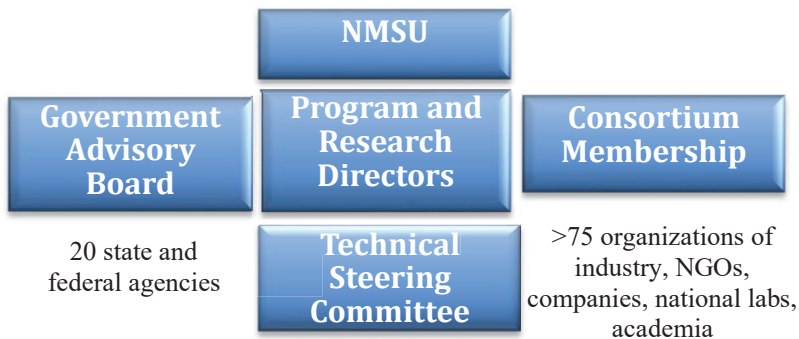 NMSU
Government
Advisory
Board
Program and
Research
Directors
Consortium
Membership
20 state and
federal agencies
Technical
Steering
Committee
>75 organizations of
industry, NGOs,
companies, national labs,
academia